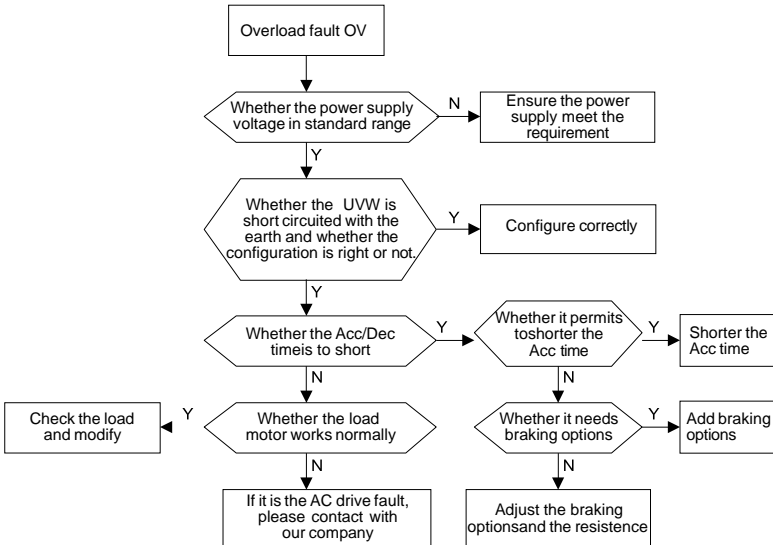 Overload fault OV
Whether the power supply
voltage in standard range
N
Ensure the power
supply meet the
requirement
Y
Whether the UVW is
short circuited with the
earth and whether the
configuration is right or not.
Y
Configure correctly
Y
Whether the Acc/Dec
timeis to short
Y
Whether it permits
toshorter the
Acc time
Y
Shorter the
Acc time
N
N
Check the load
and modify
Y
Whether the load
motor works normally
Whether it needs
braking options
Y
Add braking
options
N
N
If it is the AC drive fault,
please contact with
our company
Adjust the braking
optionsand the resistence